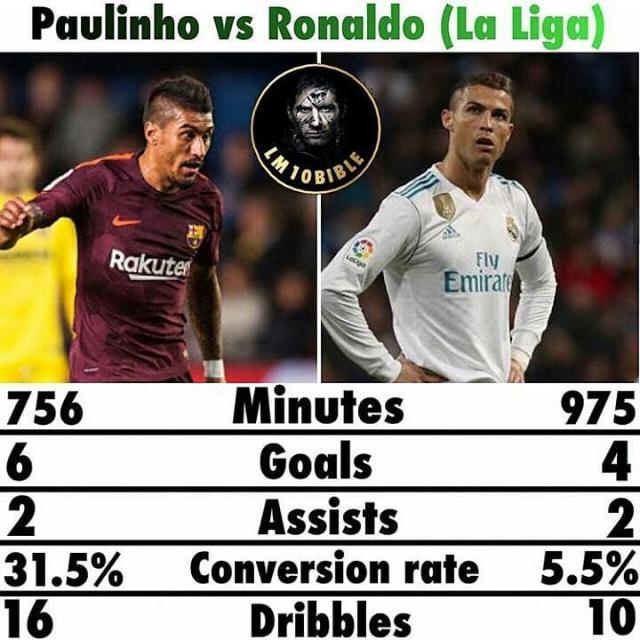 Paulinho vs Ronaldo (La Liga)
LM10BIBLE
Rakuten
LaLiga
Fly
Emirate
756 Minutes 975
6 Goals 4
2 Assists 2
31.5% Conversion rate 5.5%
16 Dribbles 10